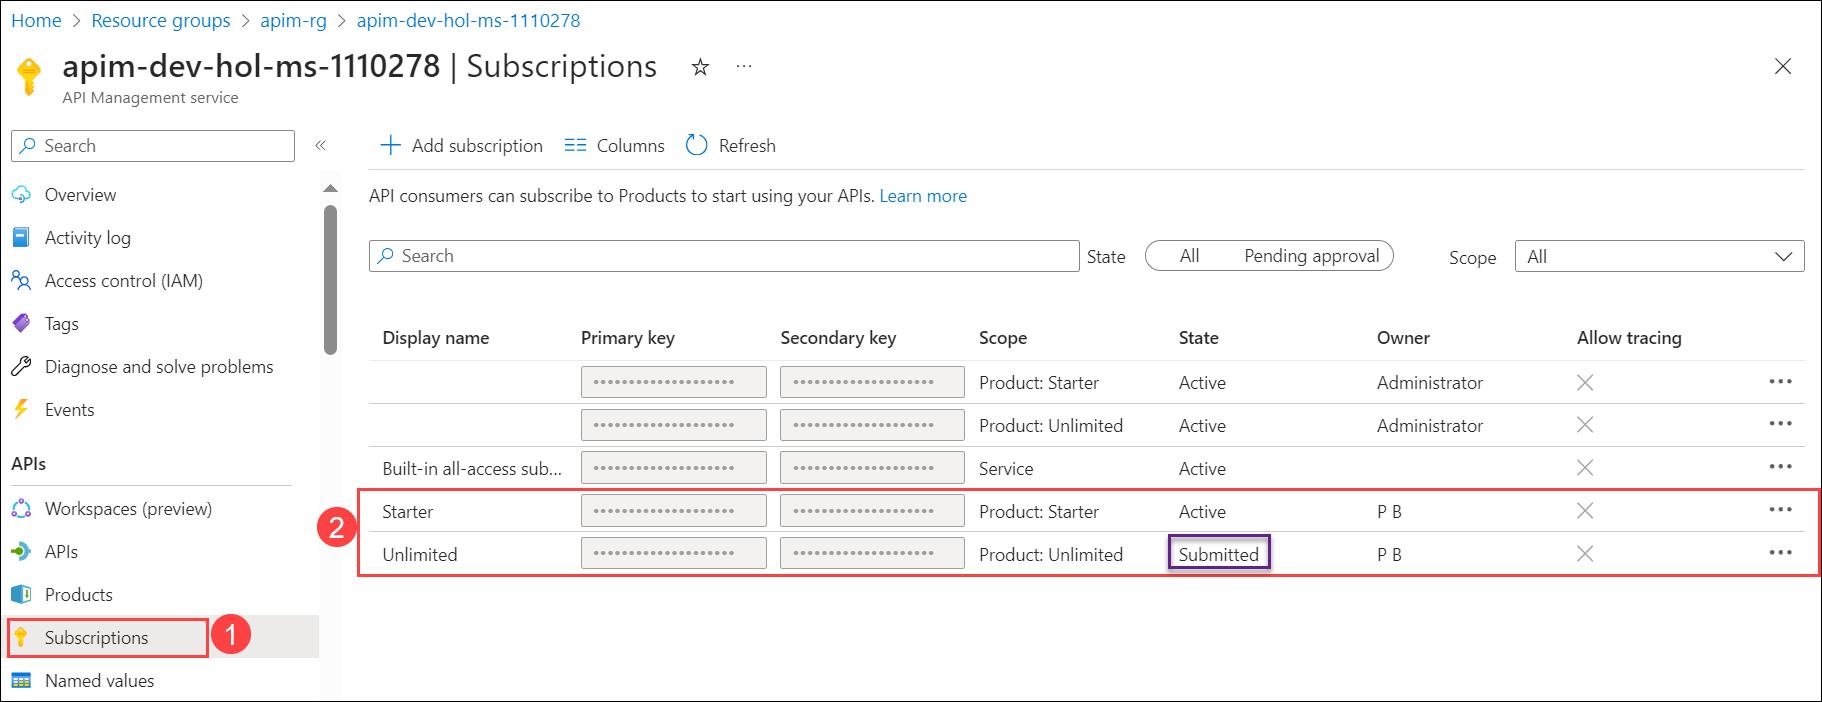 Home > Resource groups > apim-rg > apim-dev-hol-ms-1110278
apim-dev-hol-ms-1110278 | Subscriptions ...
API Management service
Search «
Add subscription Columns Refresh
Overview
Activity log
Access control (IAM)
Tags
Diagnose and solve problems
Events
APIs
Workspaces (preview)
APIs
Products
Subscriptions 1
Named values
API consumers can subscribe to Products to start using your APIs. Learn more
Search State All Pending approval Scope All
Display name Primary key Secondary key Scope State Owner Allow tracing
•••••••••••••••••••• •••••••••••••••••••• Product: Starter Active Administrator ...
•••••••••••••••••••• •••••••••••••••••••• Product: Unlimited Active Administrator ...
Built-in all-access sub... •••••••••••••••••••• •••••••••••••••••••• Service Active ...
2
Starter •••••••••••••••••••• •••••••••••••••••••• Product: Starter Active P B ...
Unlimited •••••••••••••••••••• •••••••••••••••••••• Product: Unlimited Submitted P B ...